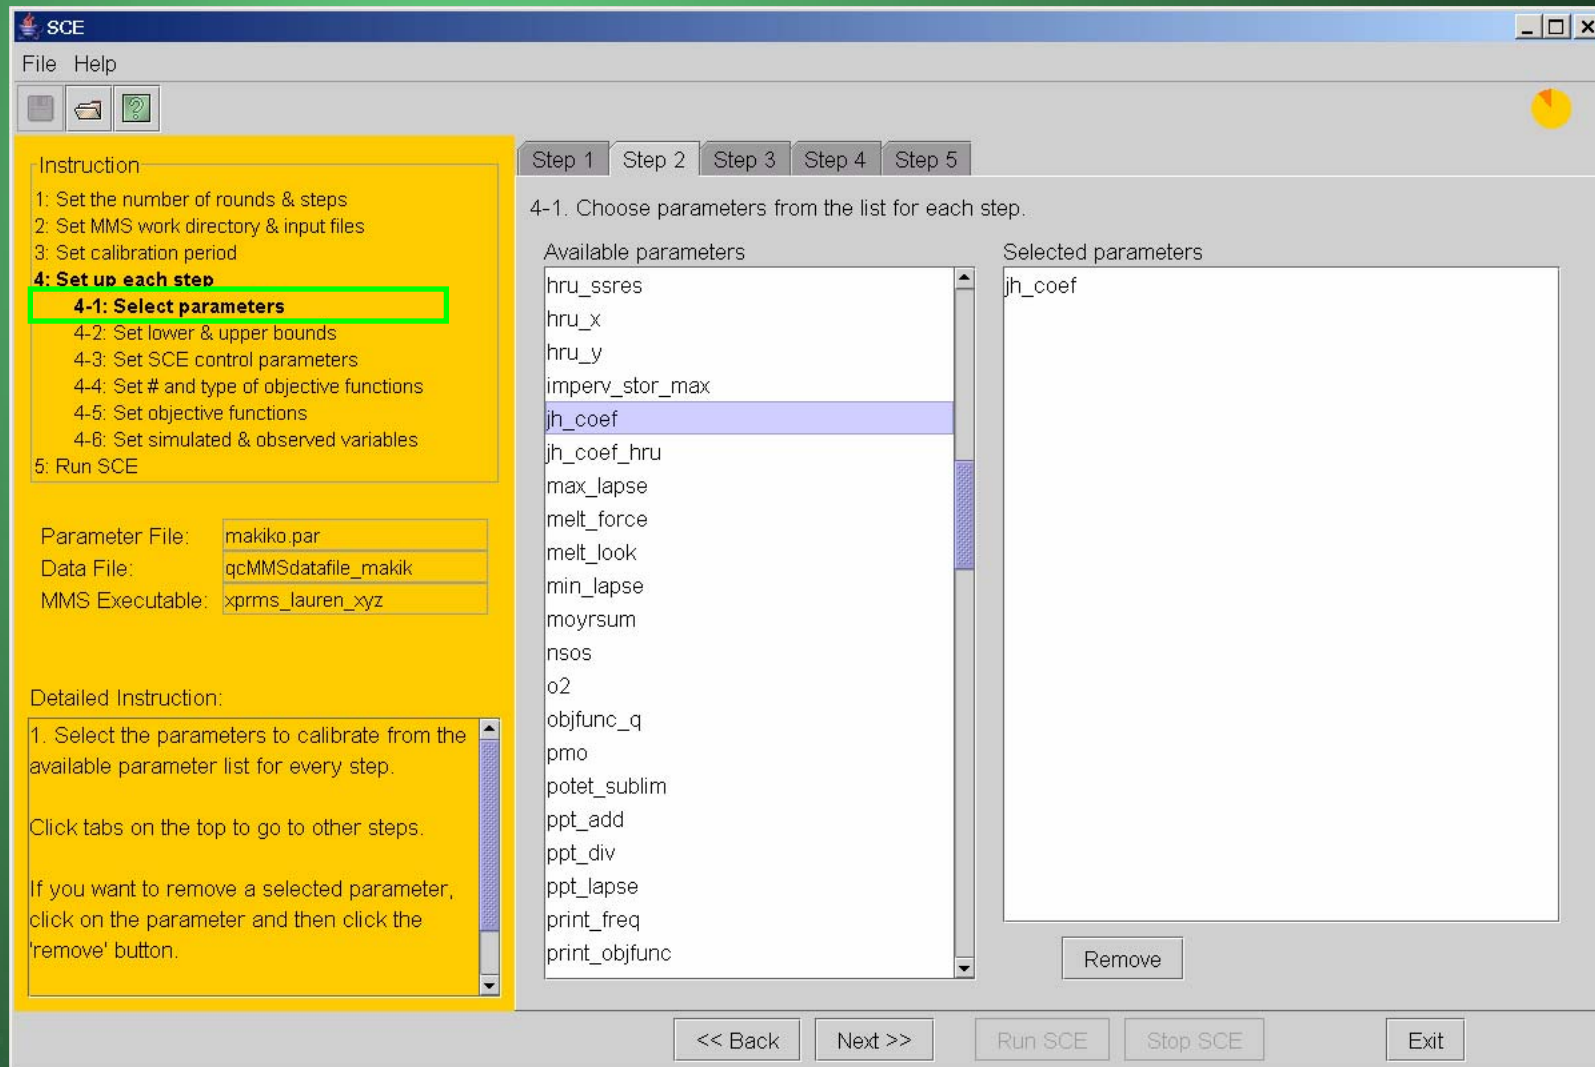 SCE
File Help
Instruction
1: Set the number of rounds & steps
2: Set MMS work directory & input files
3: Set calibration period
4: Set up each step
4-1: Select parameters
4-2: Set lower & upper bounds
4-3: Set SCE control parameters
4-4: Set # and type of objective functions
4-5: Set objective functions
4-6: Set simulated & observed variables
5: Run SCE
Parameter File: makiko.par
Data File: qcMMSdatafile_makik
MMS Executable: xprms_lauren_xyz
Detailed Instruction:
1. Select the parameters to calibrate from the
available parameter list for every step.
Click tabs on the top to go to other steps.
If you want to remove a selected parameter,
click on the parameter and then click the
'remove' button.
Step 1 Step 2 Step 3 Step 4 Step 5
4-1. Choose parameters from the list for each step.
Available parameters
hru_ssres
hru_x
hru_y
imperv_stor_max
jh_coef
jh_coef_hru
max_lapse
melt_force
melt_look
min_lapse
moyrsum
nsos
o2
objfunc_q
pmo
potet_sublim
ppt_add
ppt_div
ppt_lapse
print_freq
print_objfunc
Selected parameters
jh_coef
Remove
<< Back Next >> Run SCE Stop SCE Exit